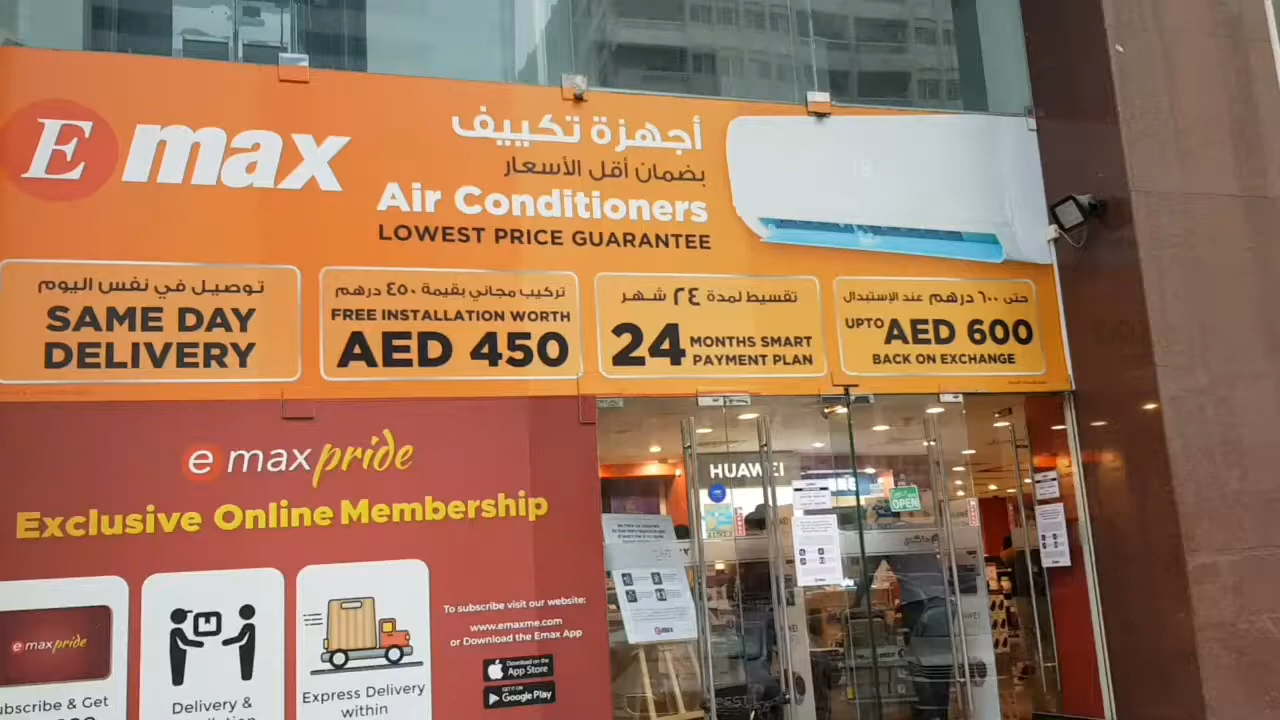 E max
أجهزة تكييف
بضمان أقل الأسعار
Air Conditioners
LOWEST PRICE GUARANTEE
توصيل في نفس اليوم
SAME DAY
DELIVERY
تركيب مجاني بقيمة ٤٥٠ درهم
FREE INSTALLATION WORTH
AED 450
تقسيط لمدة ٢٤ شهر
24 MONTHS SMART
PAYMENT PLAN
حتى ٦٠٠ درهم عند الإستبدال
UPTO AED 600
BACK ON EXCHANGE
e max pride
Exclusive Online Membership
e max pride
ubscribe & Get
Delivery &
Express Delivery
within
To subscribe visit our website:
www.emaxme.com
or Download the Emax App
Download on the
App Store
GET IT ON
Google Play
HUAWEI
OPEN